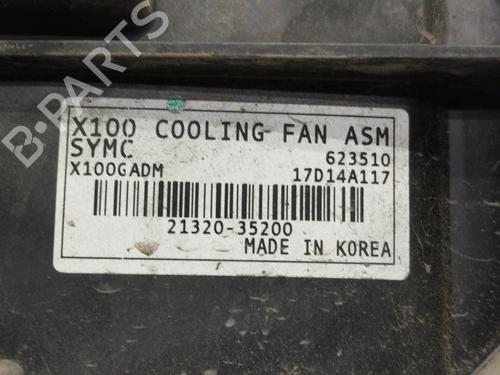 B-PARTS
X100 COOLING FAN ASM
SYMC 623510
X100GADM 17D14A117
21320-35200
MADE IN KOREA